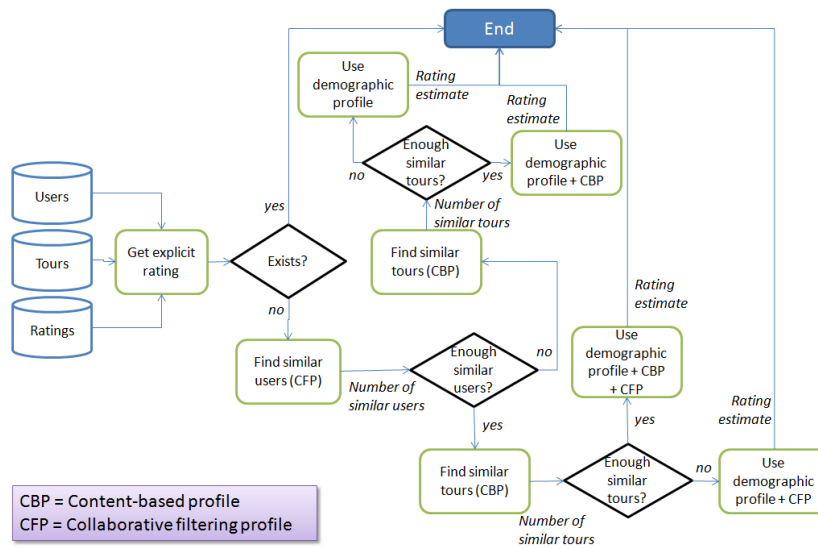 End
Use
demographic
profile
Rating
estimate
Rating
estimate
Enough
similar
tours?
no
yes
Use
demographic
profile + CBP
Number of
similar tours
Users
yes
Tours
Get explicit
rating
Exists?
Find similar
tours (CBP)
Rating
estimate
Ratings
no
Find similar
users (CFP)
Number of
similar users
Enough
similar
users?
no
Use
demographic
profile + CBP
+ CFP
Rating
estimate
yes
yes
Find similar
tours (CBP)
Number of
similar tours
Enough
similar
tours?
no
Use
demographic
profile + CFP
CBP = Content-based profile
CFP = Collaborative filtering profile